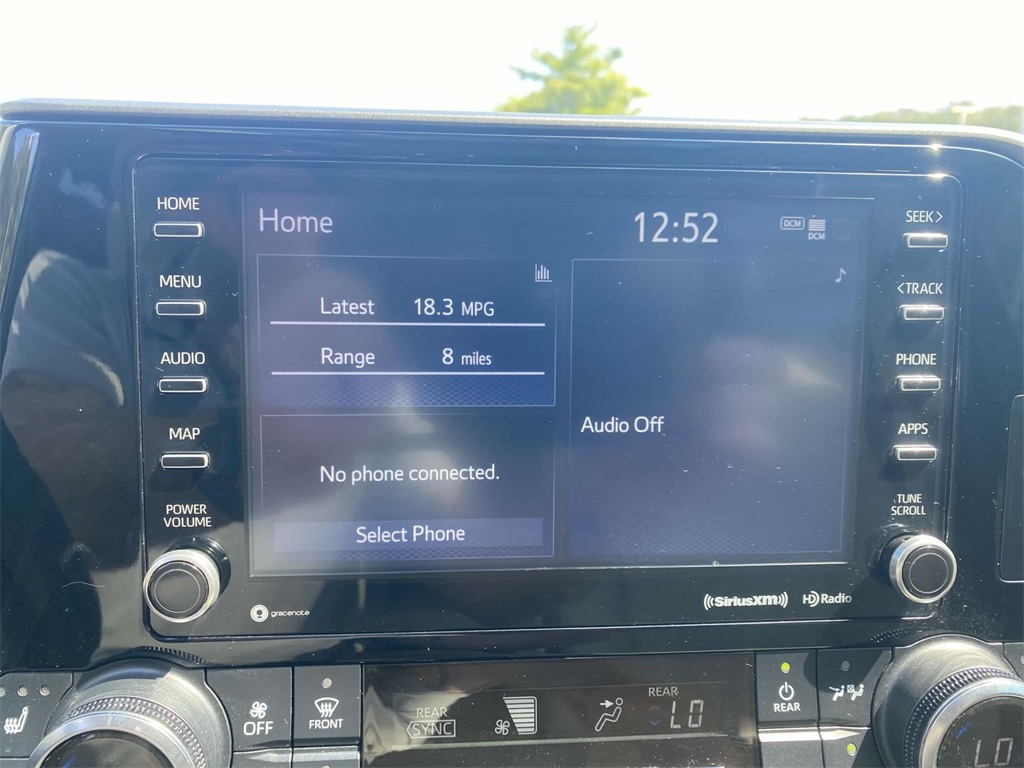 HOME
MENU
AUDIO
MAP
POWER
VOLUME
Home
12:52
DCM
DCM
Latest 18.3 MPG
Range 8 miles
No phone connected.
Select Phone
Audio Off
SEEK >
< TRACK
PHONE
APPS
TUNE
SCROLL
gracenote
((SiriusXM))
HD Radio
OFF
FRONT
REAR
SYNC
REAR
LO
REAR
LO